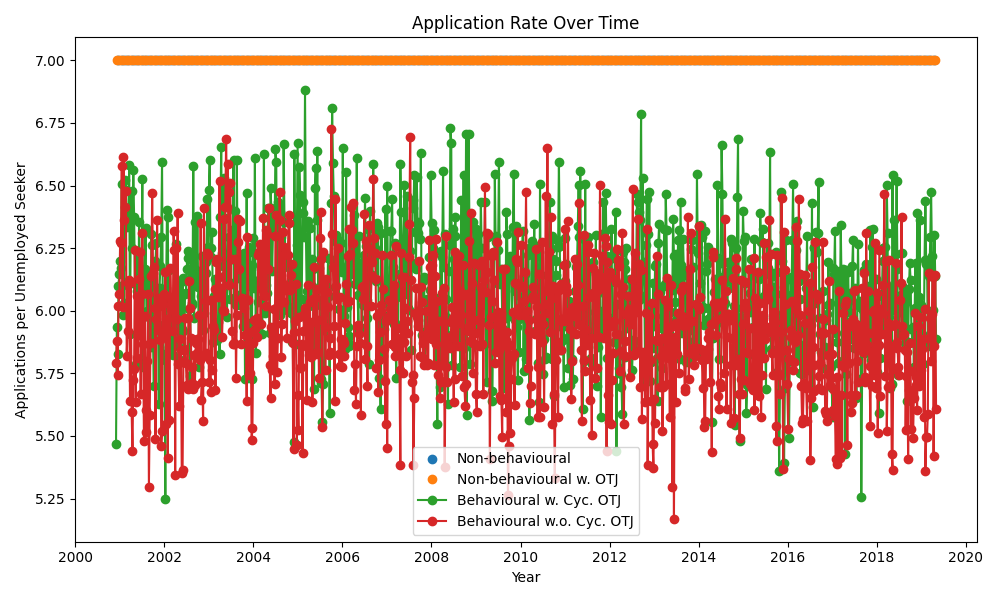 Application Rate Over Time
Applications per Unemployed Seeker
7.00
6.75
6.50
6.25
6.00
5.75
5.50
5.25
Non-behavioural
Non-behavioural w. OTJ
Behavioural w. Cyc. OTJ
Behavioural w.o. Cyc. OTJ
2000 2002 2004 2006 2008 2010 2012 2014 2016 2018 2020
Year